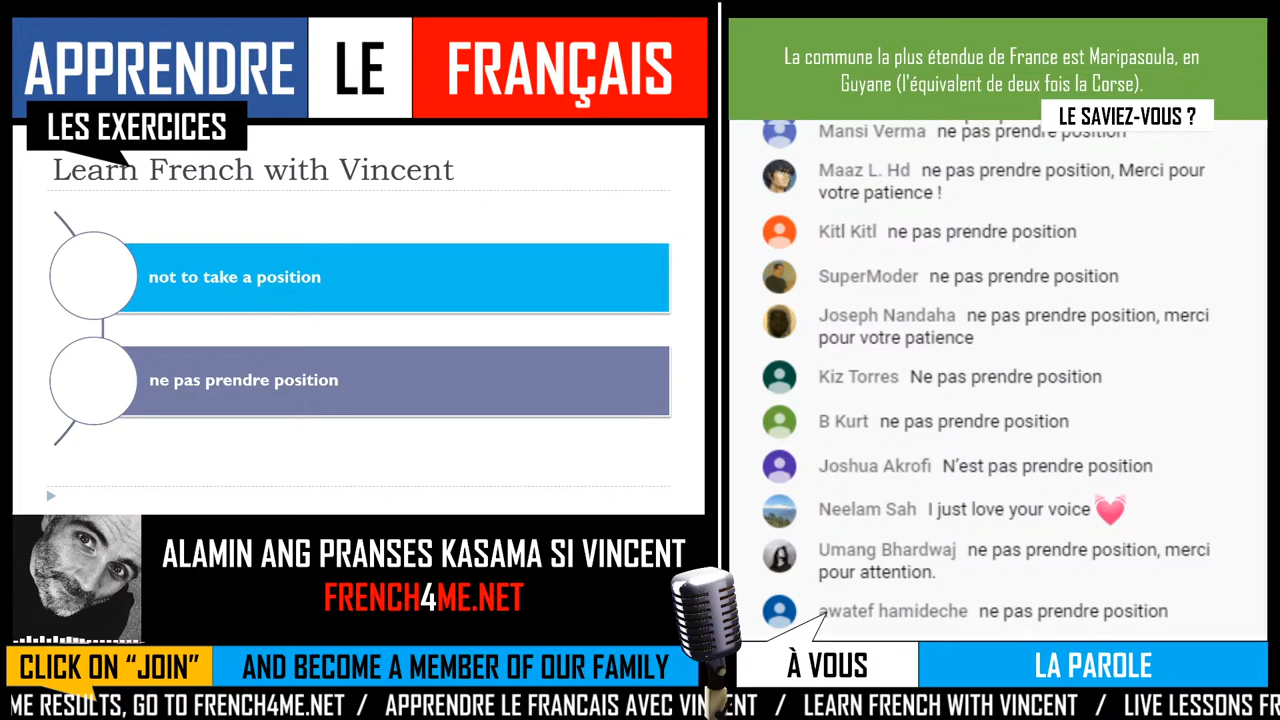 APPRENDRE LE FRANÇAIS
LES EXERCICES
Learn French with Vincent
not to take a position
ne pas prendre position
ALAMIN ANG PRANSES KASAMA SI VINCENT
FRENCH4ME.NET
CLICK ON “JOIN” AND BECOME A MEMBER OF OUR FAMILY
La commune la plus étendue de France est Maripasoula, en
Guyane (l'équivalent de deux fois la Corse).
LE SAVIEZ-VOUS ?
Mansi Verma ne pas prendre position
Maaz L. Hd ne pas prendre position, Merci pour
votre patience !
Kitl Kitl ne pas prendre position
SuperModer ne pas prendre position
Joseph Nandaha ne pas prendre position, merci
pour votre patience
Kiz Torres Ne pas prendre position
B Kurt ne pas prendre position
Joshua Akrofi N'est pas prendre position
Neelam Sah I just love your voice
Umang Bhardwaj ne pas prendre position, merci
pour attention.
awatef hamideche ne pas prendre position
À VOUS LA PAROLE
ME RESULTS, GO TO FRENCH4ME.NET / APPRENDRE LE FRANCAIS AVEC VINCENT / LEARN FRENCH WITH VINCENT / LIVE LESSONS FR